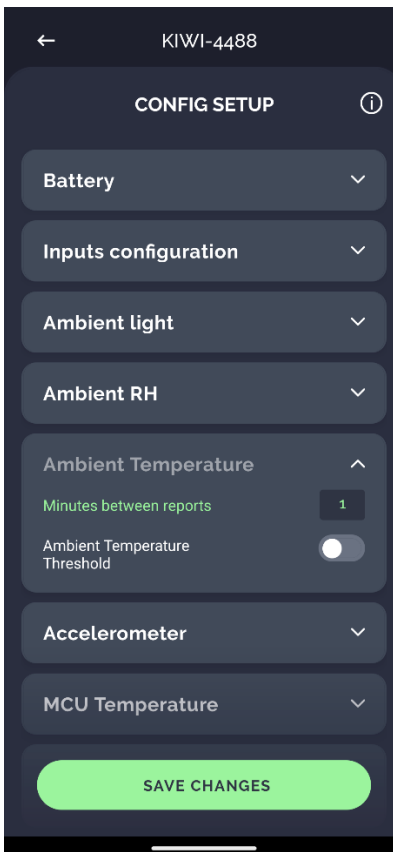 KIWI-4488
CONFIG SETUP
Battery
Inputs configuration
Ambient light
Ambient RH
Ambient Temperature
Minutes between reports 1
Ambient Temperature
Threshold
Accelerometer
MCU Temperature
SAVE CHANGES